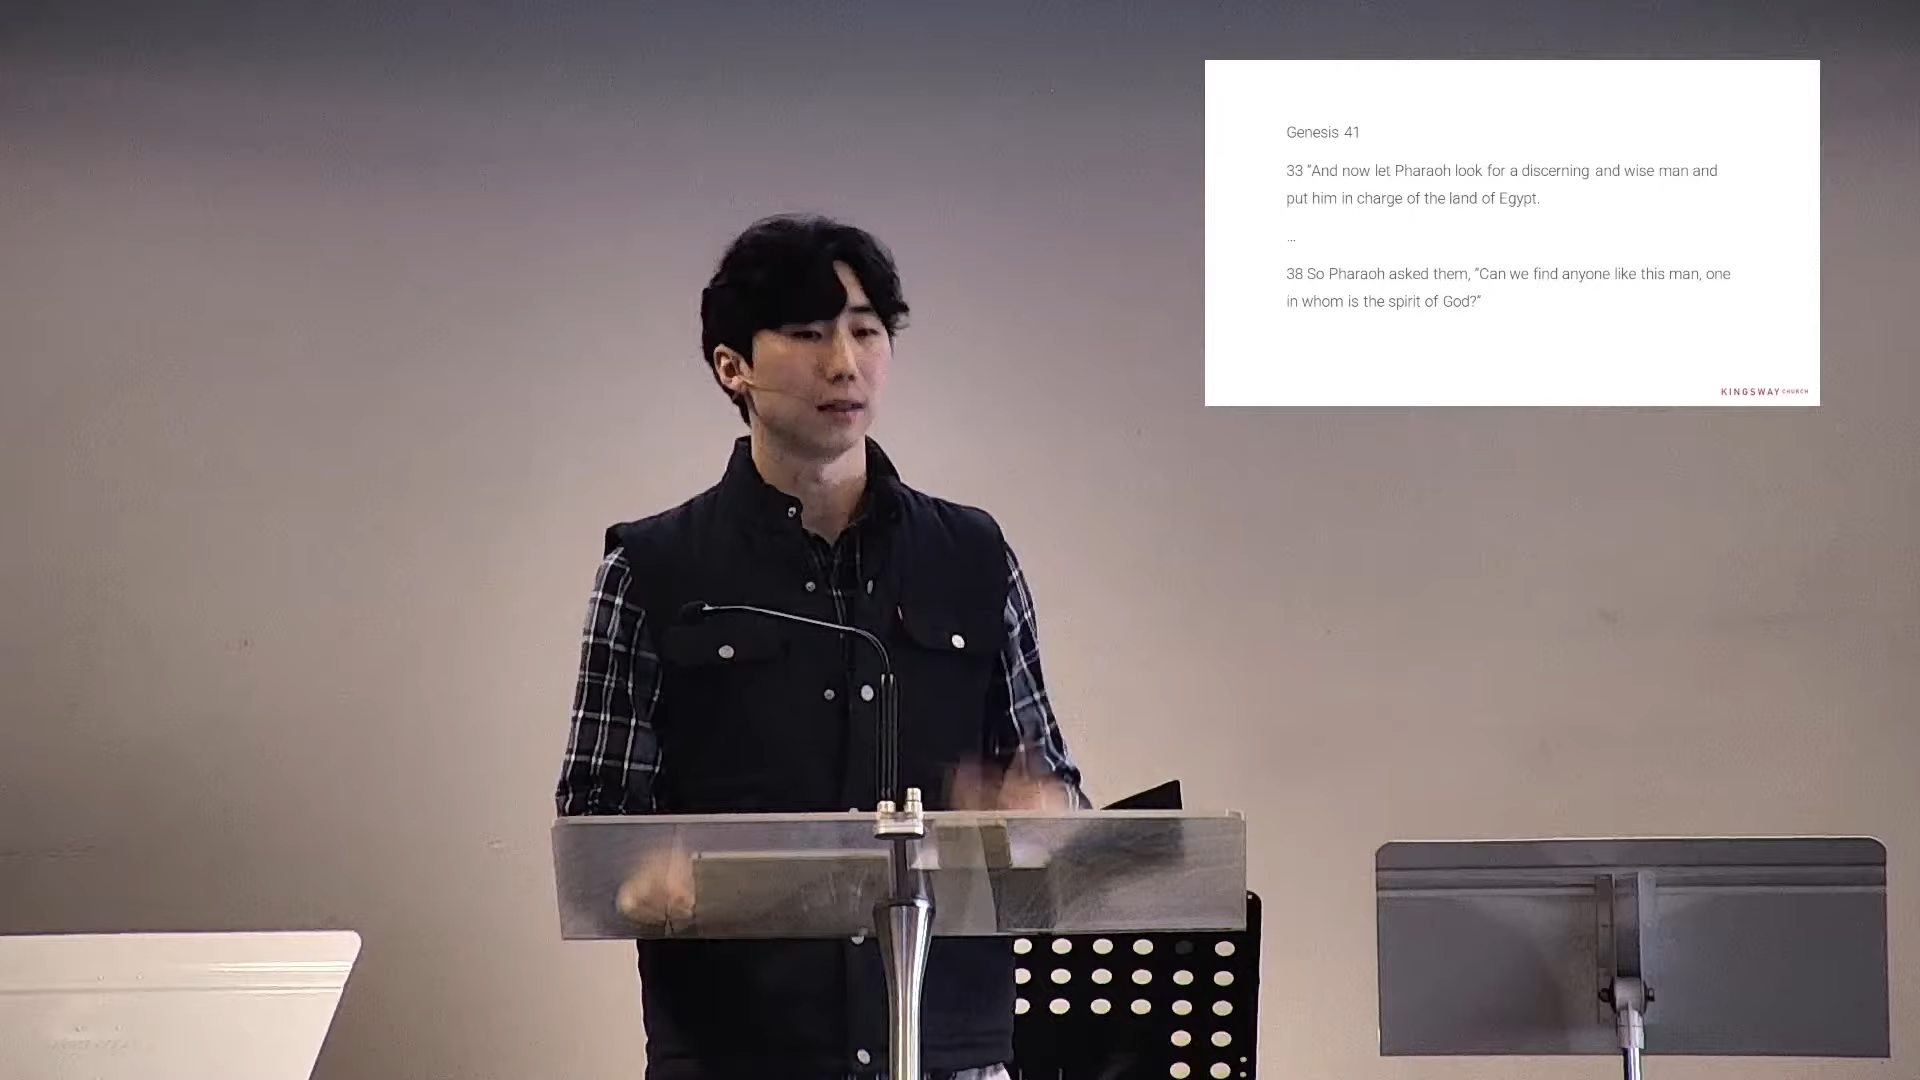 Genesis 41
33 “And now let Pharaoh look for a discerning and wise man and
put him in charge of the land of Egypt.
...
38 So Pharaoh asked them, “Can we find anyone like this man, one
in whom is the spirit of God?”
KINGSWAY CHURCH